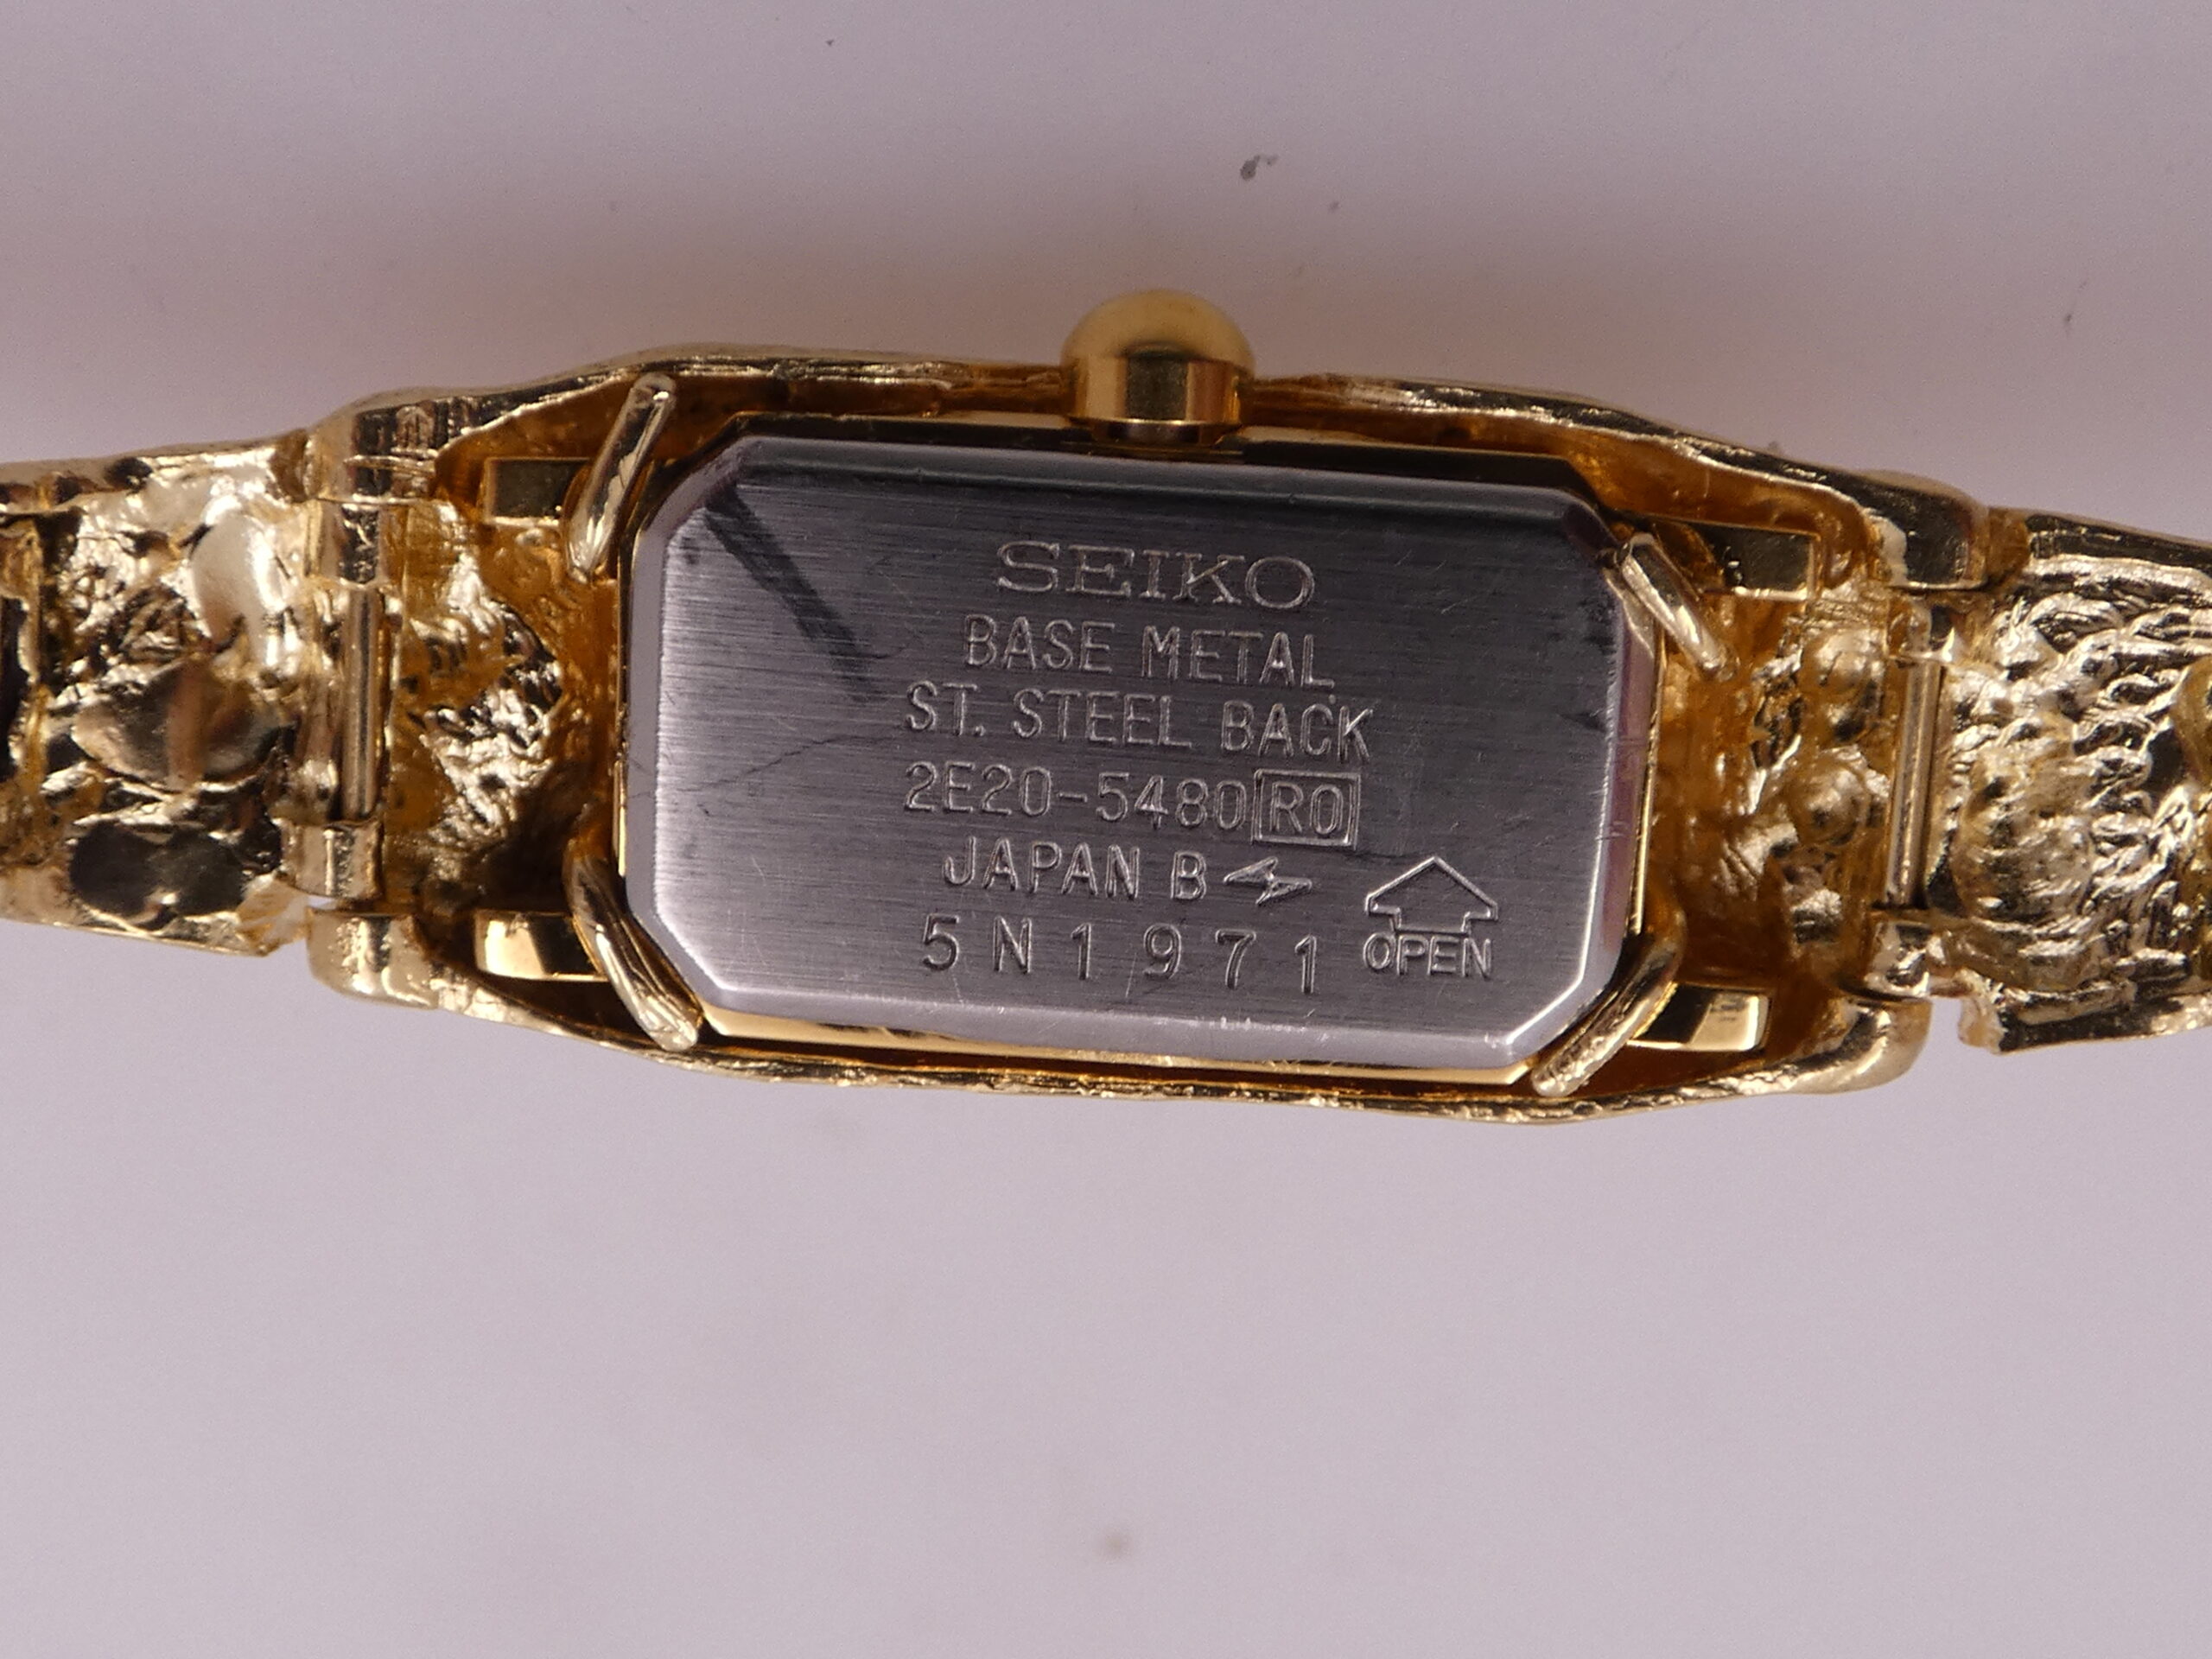 SEIKO
BASE METAL
ST. STEEL BACK
2E20-5480 R0
JAPAN B
5N1971
OPEN